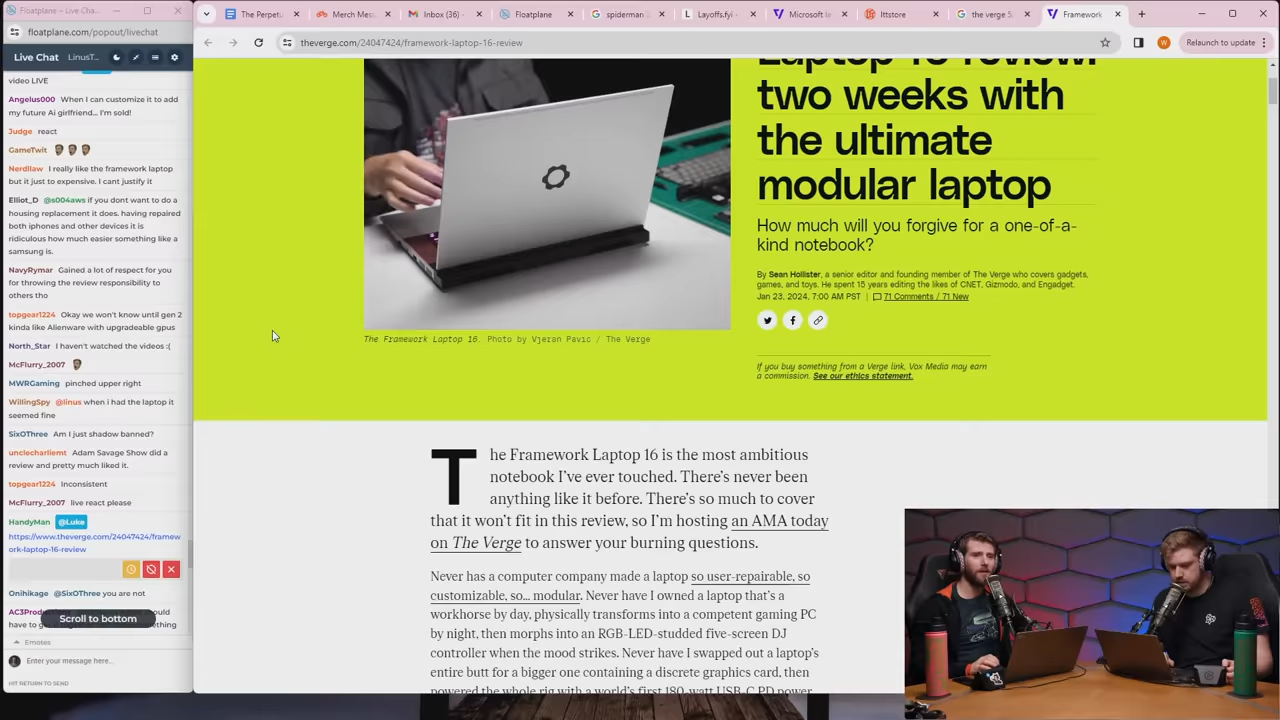 Floatplane – Live Cha...
floatplane.com/popout/livechat
Live Chat LinusT...
video LIVE
Angelus000 When I can customize it to add
my future Ai girlfriend... I'm sold!
Judge react
GameTwit
Nerdllaw I really like the framework laptop
but it just to expensive. I cant justify it
Elliot_D @s004aws if you dont want to do a
housing replacement it does. having repaired
both iphones and other devices it is
ridiculous how much easier something like a
samsung is.
NavyRymar Gained a lot of respect for you
for throwing the review responsibility to
others tho
topgear1224 Okay we won't know until gen 2
kinda like Alienware with upgradeable gpus
North_Star I haven't watched the videos :(
McFlurry_2007
MWRGaming pinched upper right
WillingSpy @linus when i had the laptop it
seemed fine
SixOThree Am I just shadow banned?
unclecharliemt Adam Savage Show did a
review and pretty much liked it.
topgear1224 Inconsistent
McFlurry_2007 live react please
HandyMan @Luke
https://www.theverge.com/24047424/framew
ork-laptop-16-review
Onihikage @SixOThree you are not
Scroll to bottom
Emotes
Enter your message here...
HIT RETURN TO SEND
The Perpetu
Merch Mes
Inbox (36) -
Floatplane
spiderman
Layoffs.fyi -
Microsoft l
lttstore
the verge
Framework
theverge.com/24047424/framework-laptop-16-review
W
Relaunch to update
Laptop 16 review:
two weeks with
the ultimate
modular laptop
How much will you forgive for a one-of-a-
kind notebook?
By Sean Hollister, a senior editor and founding member of The Verge who covers gadgets,
games, and toys. He spent 15 years editing the likes of CNET, Gizmodo, and Engadget.
Jan 23, 2024, 7:00 AM PST | 71 Comments / 71 New
The Framework Laptop 16. Photo by Vjeran Pavic / The Verge
If you buy something from a Verge link, Vox Media may earn
a commission. See our ethics statement.
The Framework Laptop 16 is the most ambitious
notebook I've ever touched. There's never been
anything like it before. There's so much to cover
that it won't fit in this review, so I'm hosting an AMA today
on The Verge to answer your burning questions.
Never has a computer company made a laptop so user-repairable, so
customizable, so... modular. Never have I owned a laptop that's a
workhorse by day, physically transforms into a competent gaming PC
by night, then morphs into an RGB-LED-studded five-screen DJ
controller when the mood strikes. Never have I swapped out a laptop's
entire butt for a bigger one containing a discrete graphics card, then
powered the whole rig with a world's first 180-watt USB-C PD power